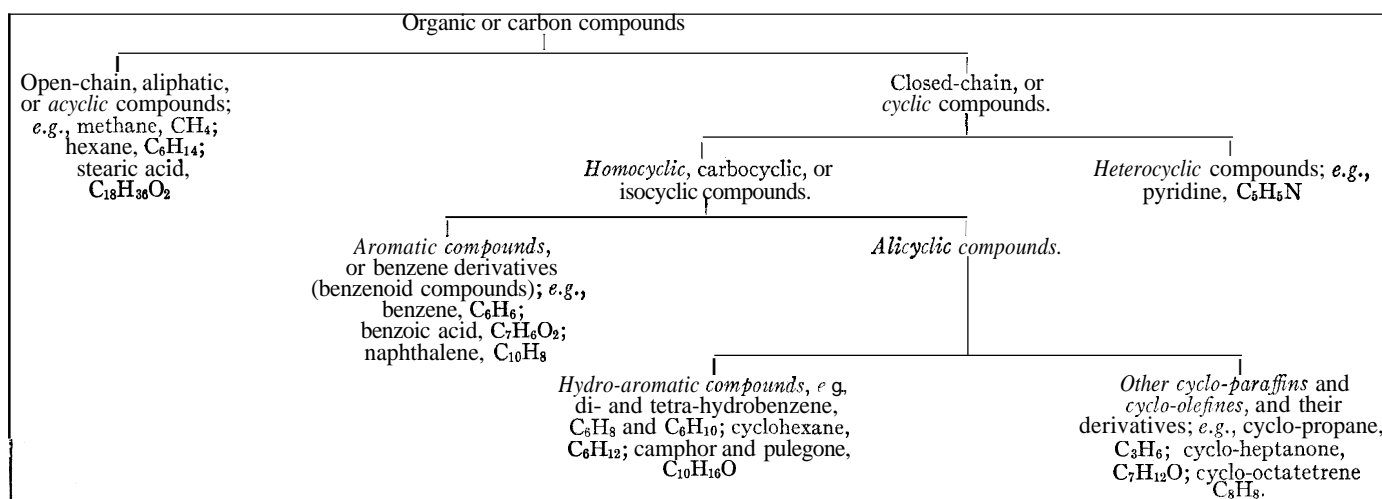 Organic or carbon compounds
Open-chain, aliphatic,
or acyclic compounds;
e.g., methane, CH₄;
hexane, C₆H₁₄;
stearic acid,
C₁₈H₃₆O₂
Closed-chain, or
cyclic compounds.
Homocyclic, carbocyclic, or
isocyclic compounds.
Heterocyclic compounds; e.g.,
pyridine, C₅H₅N
Aromatic compounds,
or benzene derivatives
(benzenoid compounds); e.g.,
benzene, C₆H₆;
benzoic acid, C₇H₆O₂;
naphthalene, C₁₀H₈
Alicyclic compounds.
Hydro-aromatic compounds, e g,
di- and tetra-hydrobenzene,
C₆H₈ and C₆H₁₀; cyclohexane,
C₆H₁₂; camphor and pulegone,
C₁₀H₁₆O
Other cyclo-paraffins and
cyclo-olefines, and their
derivatives; e.g., cyclo-propane,
C₃H₆; cyclo-heptanone,
C₇H₁₂O; cyclo-octatetrene
C₈H₈.